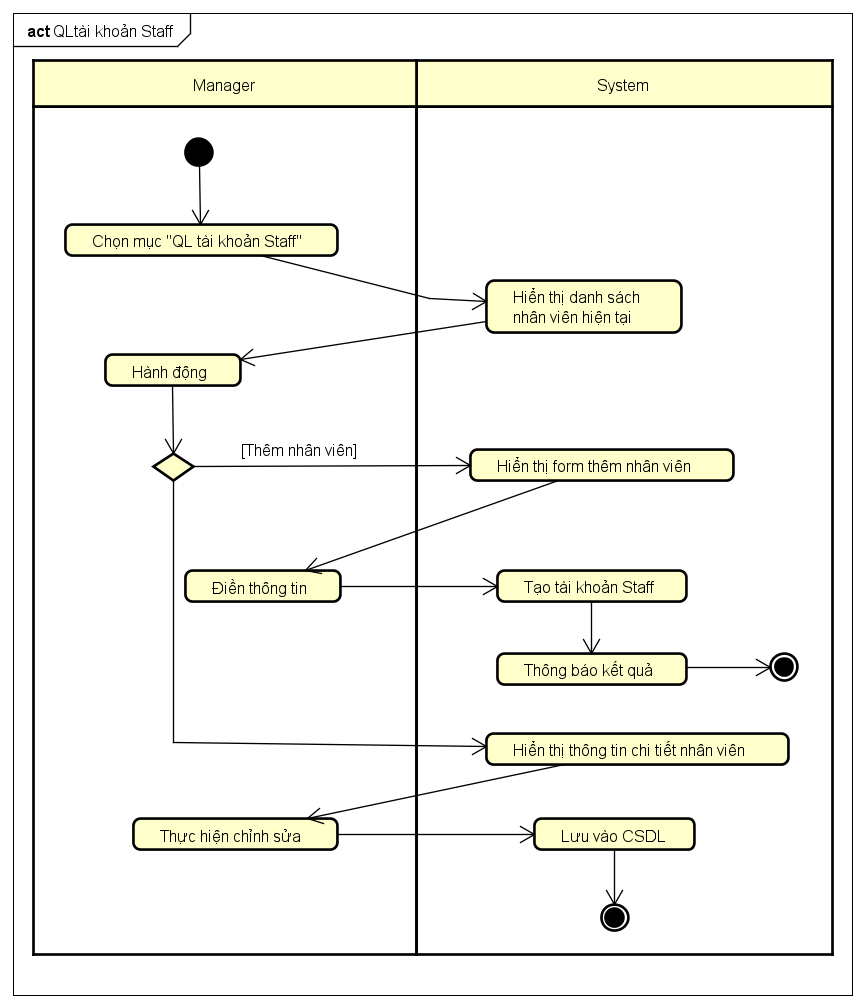 act QLtài khoản Staff
Manager
System
Chọn mục "QL tài khoản Staff"
Hiển thị danh sách
nhân viên hiện tại
Hành động
[Thêm nhân viên]
Hiển thị form thêm nhân viên
Điền thông tin
Tạo tài khoản Staff
Thông báo kết quả
Hiển thị thông tin chi tiết nhân viên
Thực hiện chỉnh sửa
Lưu vào CSDL